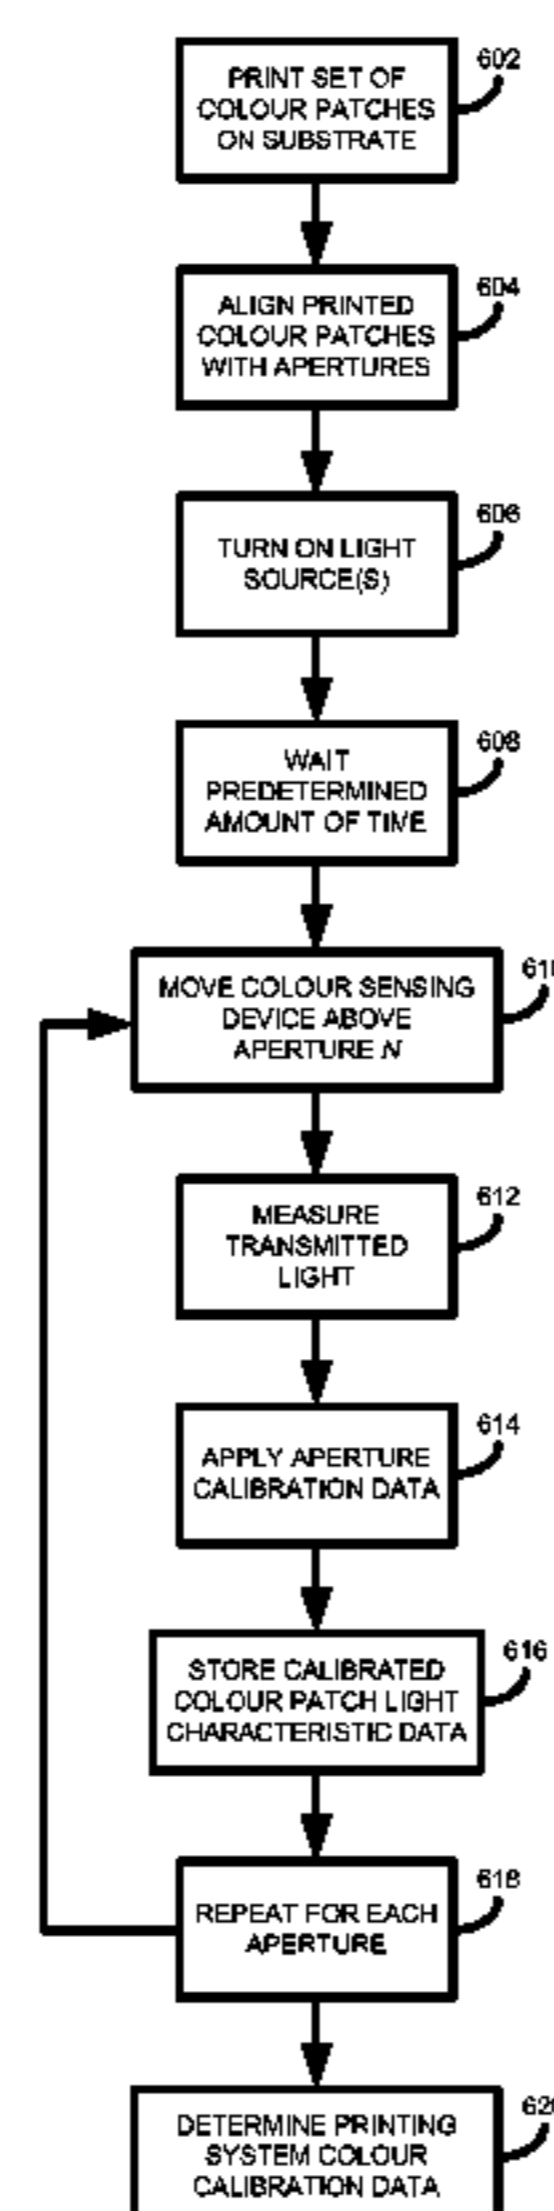 602
PRINT SET OF
COLOUR PATCHES
ON SUBSTRATE
604
ALIGN PRINTED
COLOUR PATCHES
WITH APERTURES
606
TURN ON LIGHT
SOURCE(S)
608
WAIT
PREDETERMINED
AMOUNT OF TIME
610
MOVE COLOUR SENSING
DEVICE ABOVE
APERTURE N
612
MEASURE
TRANSMITTED
LIGHT
614
APPLY APERTURE
CALIBRATION DATA
616
STORE CALIBRATED
COLOUR PATCH LIGHT
CHARACTERISTIC DATA
618
REPEAT FOR EACH
APERTURE
620
DETERMINE PRINTING
SYSTEM COLOUR
CALIBRATION DATA